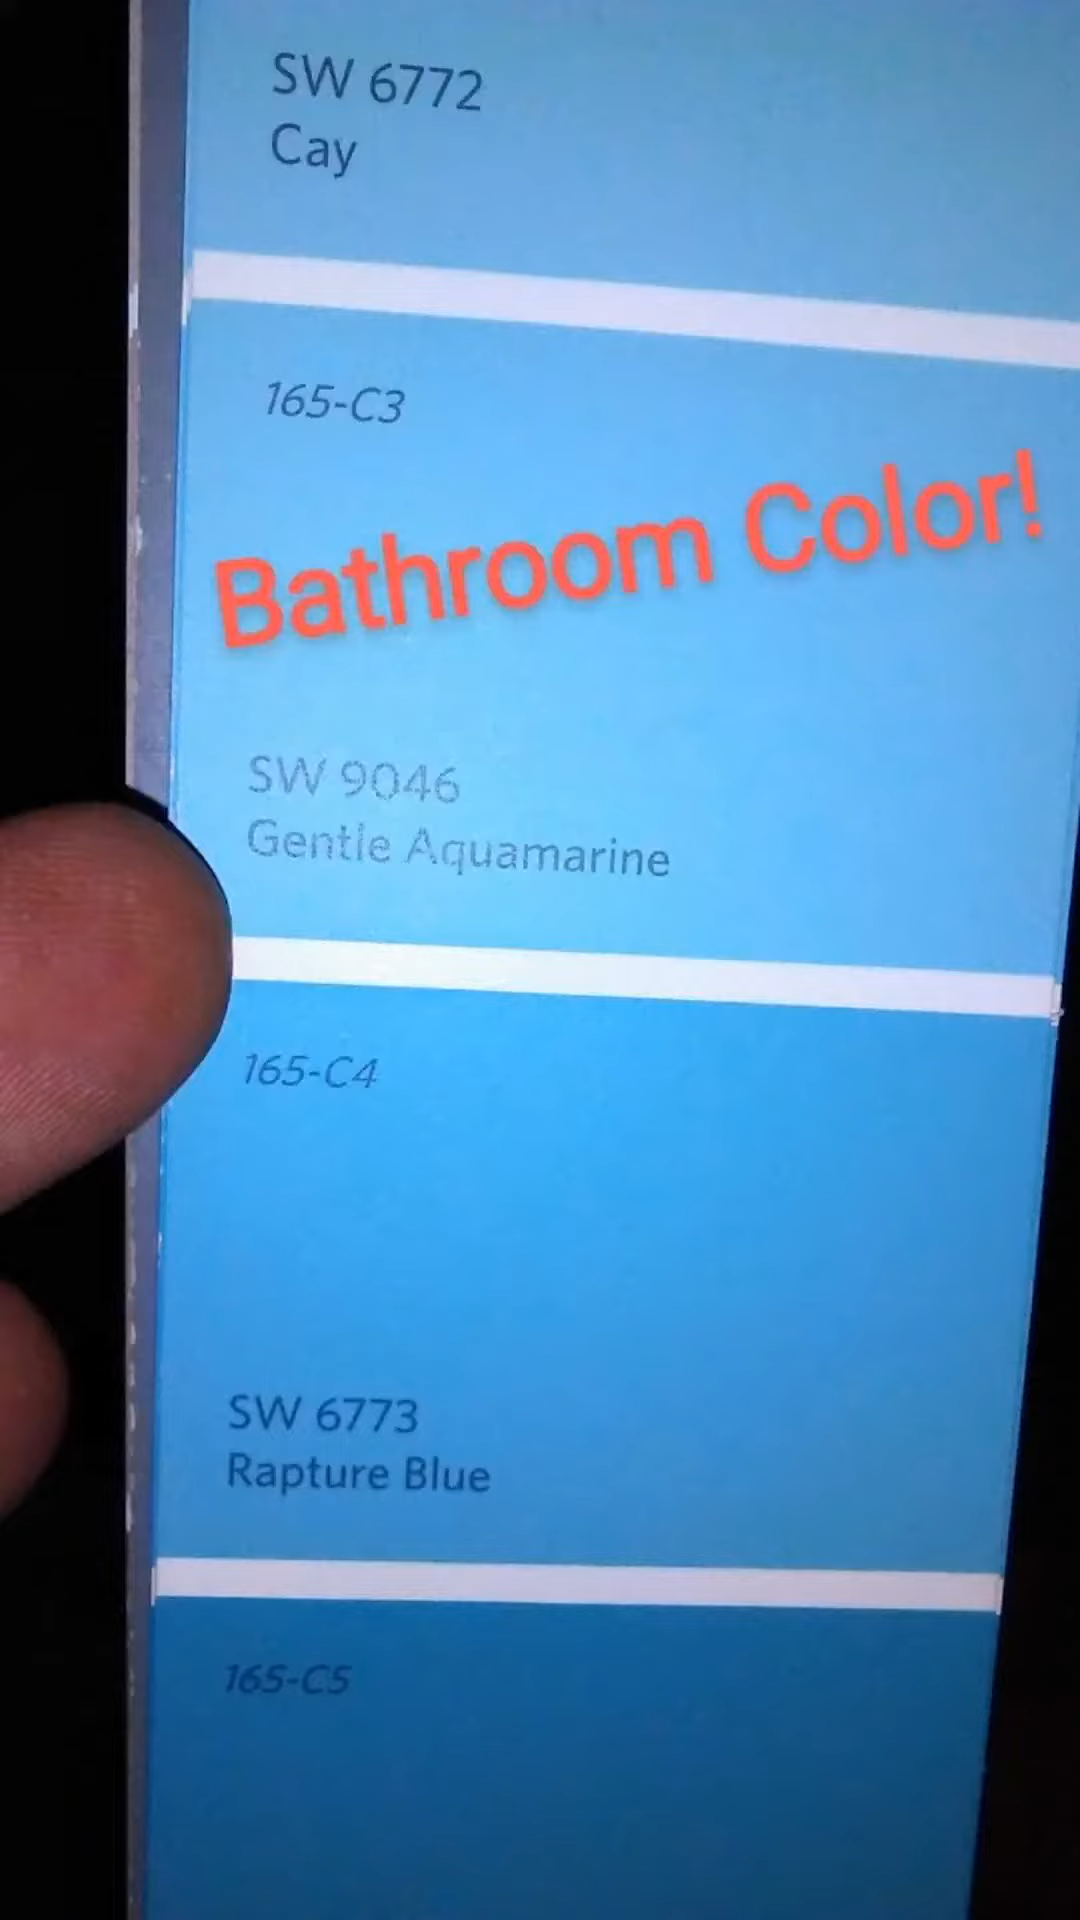 SW 6772
Cay
165-C3
Bathroom Color!
SW 9046
Gentle Aquamarine
165-C4
SW 6773
Rapture Blue
165-C5